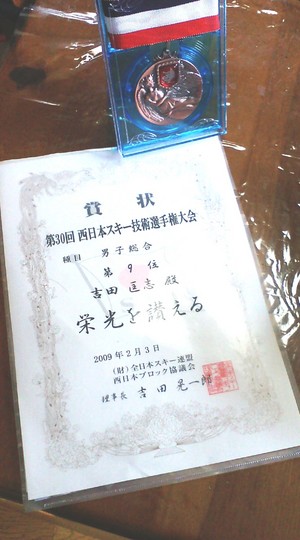 賞状
第30回 西日本スキー技術選手権大会
種目 男子総合
第 9 位
吉田 匡志 殿
栄光を讃える
2009年2月3日
(財)全日本スキー連盟
西日本ブロック協議会
理事長 吉田 晃一郎